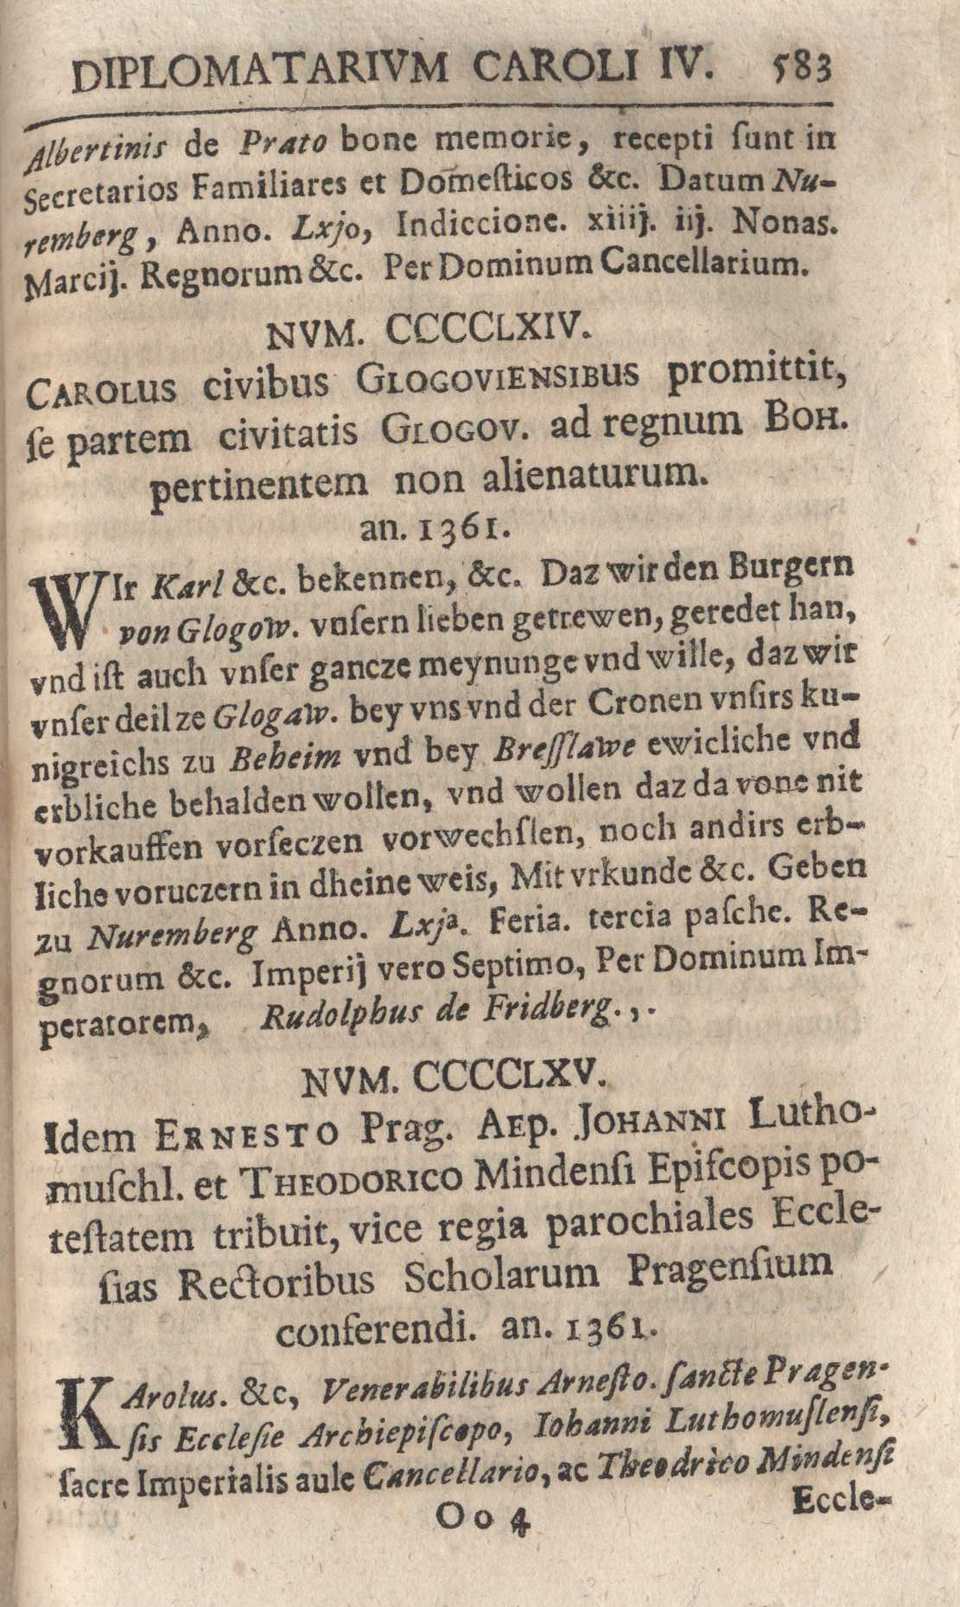 DIPLOMATARIVM CAROLI IV. 583
Albertinis de Prato bone memorie, recepti sunt in
Secretarios Familiares et Domesticos &c. Datum Nu-
remberg, Anno. Lxjo, Indiccione. xiiij. iij. Nonas.
Marcij. Regnorum &c. Per Dominum Cancellarium.
NVM. CCCCLXIV.
CAROLUS civibus GLOGOVIENSIBUS promittit,
ſe partem civitatis GLOGOV. ad regnum BOH.
pertinentem non alienaturum.
an. 1361.
WIr Karl &c. bekennen, &c. Daz wir den Burgern
von Glogow. vnſern lieben getrewen, geredet han,
vnd iſt auch vnſer gancze meynunge vnd wille, daz wir
vnſer deil ze Glogaw. bey vns vnd der Cronen vnſirs ku-
nigreichs zu Beheim vnd bey Breſſlawe ewicliche vnd
erbliche behalden wollen, vnd wollen daz da vone nit
vorkauffen vorſeczen vorwechſlen, noch andirs erb-
liche voruczern in dheine weis, Mit vrkunde &c. Geben
zu Nuremberg Anno. Lxjª. Feria. tercia paſche. Re-
gnorum &c. Imperij vero Septimo, Per Dominum Im-
peratorem, Rudolphus de Fridberg.,.
NVM. CCCCLXV.
Idem ERNESTO Prag. AEp. JOHANNI Lutho-
muſchl. et THEODORICO Mindenſi Epiſcopis po-
teſtatem tribuit, vice regia parochiales Eccle-
ſias Rectoribus Scholarum Pragenſium
conferendi. an. 1361.
KArolus. &c, Venerabilibus Arneſto. ſancte Pragen-
ſis Eccleſie Archiepiſcopo, Iohanni Luthomuſlenſi,
ſacre Imperialis aule Cancellario, ac Theodrico Mindenſi
Oo 4 Eccle-